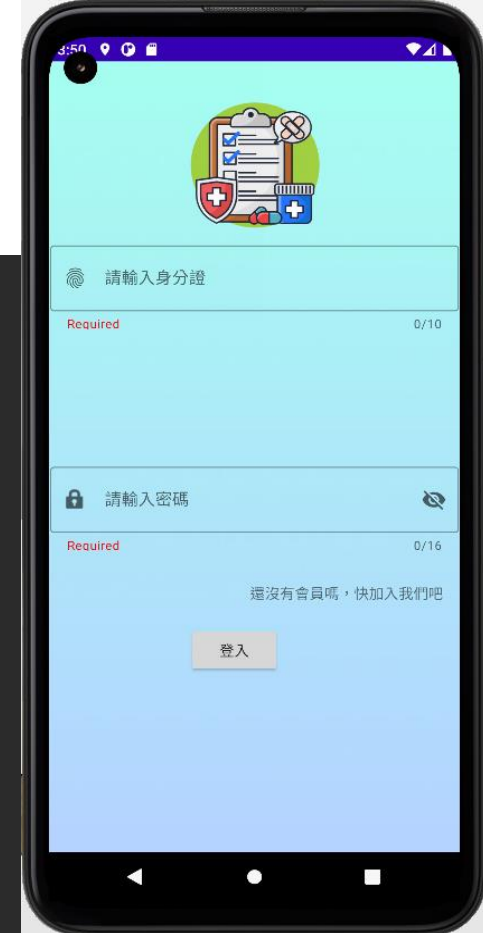 3:50
請輸入身分證
Required 0/10
請輸入密碼
Required 0/16
還沒有會員嗎，快加入我們吧
登入